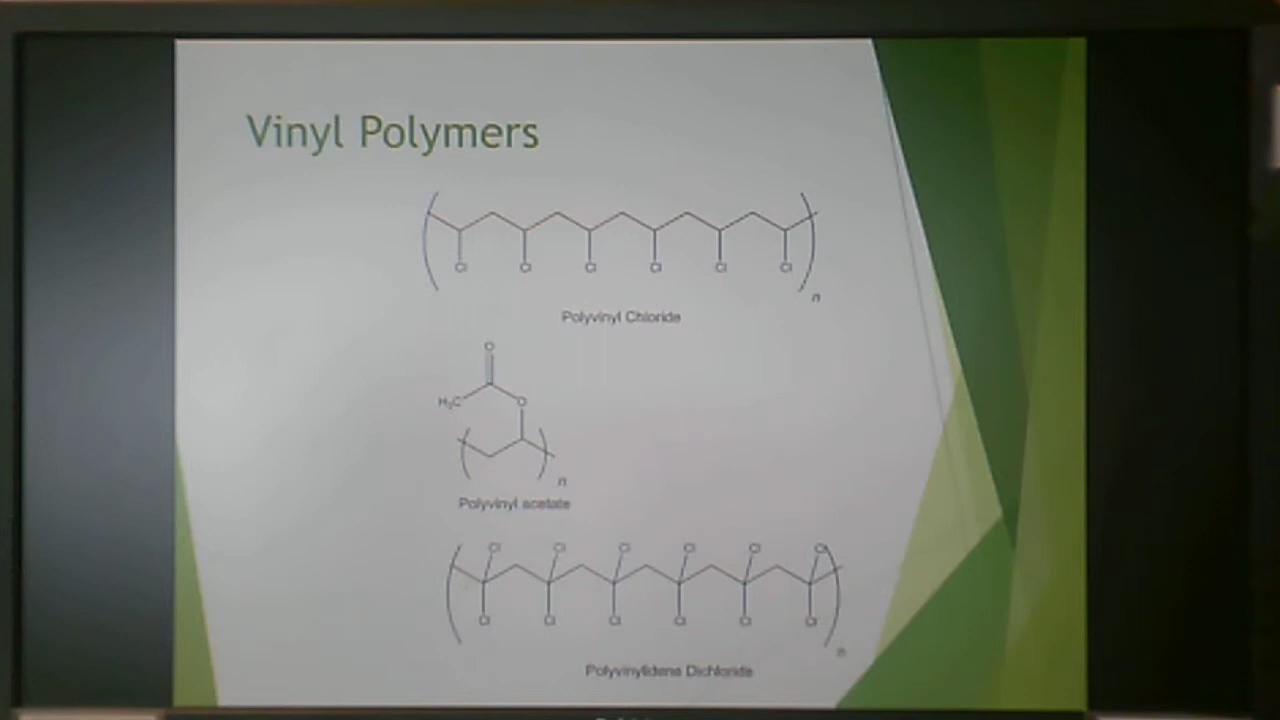 Vinyl Polymers
Cl Cl Cl Cl Cl Cl
n
Polyvinyl Chloride
O
H₃C O
n
Polyvinyl acetate
Cl Cl Cl Cl Cl Cl
Cl Cl Cl Cl Cl Cl
n
Polyvinylidene Dichloride